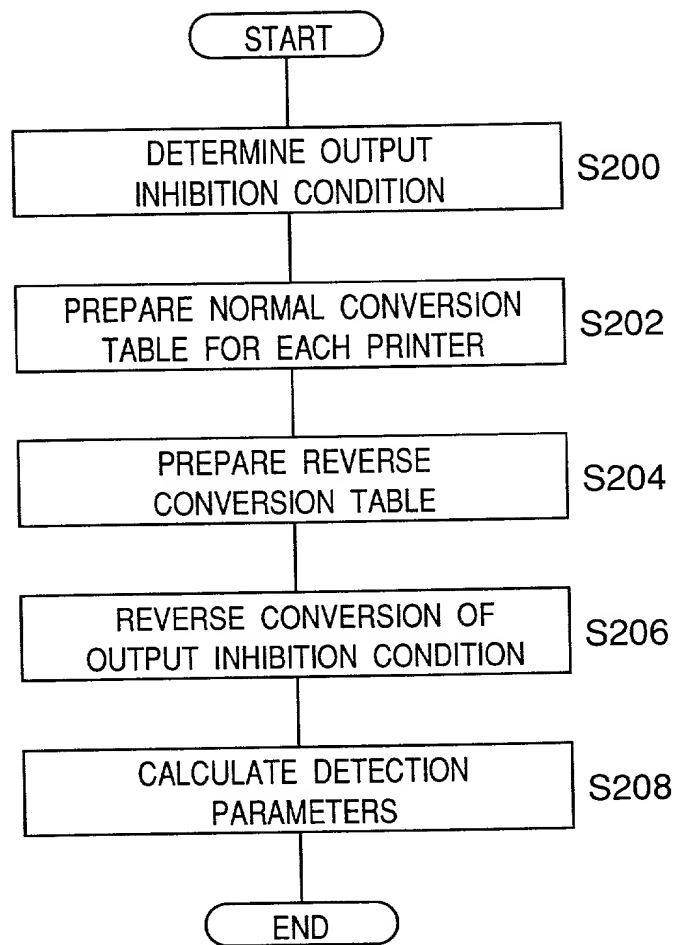 START
DETERMINE OUTPUT
INHIBITION CONDITION
S200
PREPARE NORMAL CONVERSION
TABLE FOR EACH PRINTER
S202
PREPARE REVERSE
CONVERSION TABLE
S204
REVERSE CONVERSION OF
OUTPUT INHIBITION CONDITION
S206
CALCULATE DETECTION
PARAMETERS
S208
END